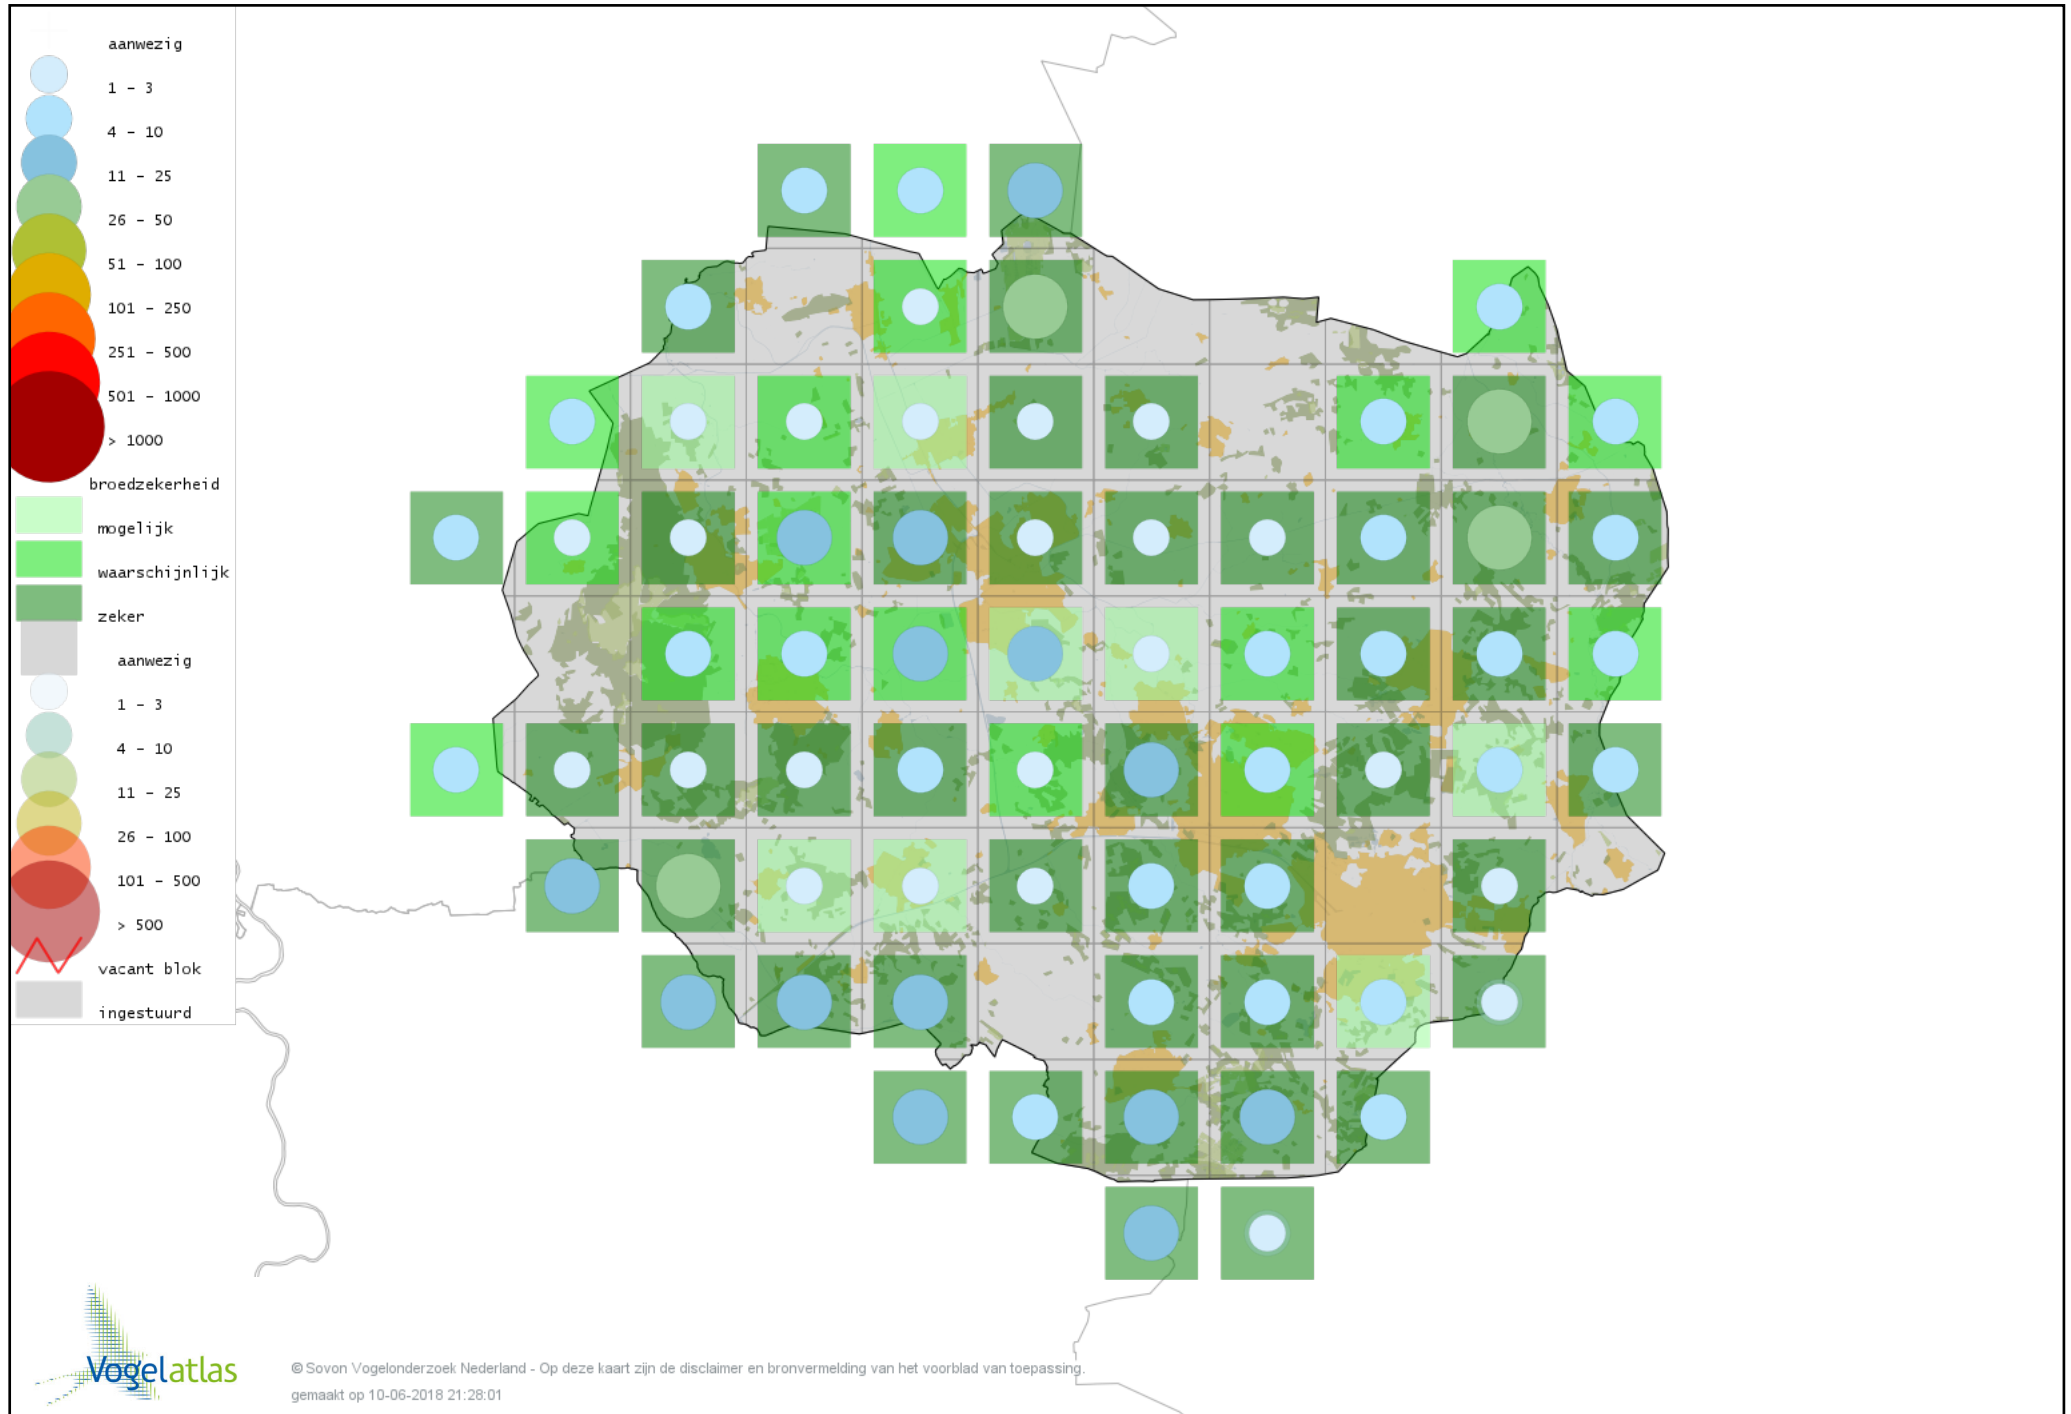 aanwezig
1 - 3
4 - 10
11 - 25
26 - 50
51 - 100
101 - 250
251 - 500
501 - 1000
> 1000
broedzekerheid
mogelijk
waarschijnlijk
zeker
aanwezig
1 - 3
4 - 10
11 - 25
26 - 100
101 - 500
> 500
vacant blok
ingestuurd
Vogelatlas
© Sovon Vogelonderzoek Nederland - Op deze kaart zijn de disclaimer en bronvermelding van het voorblad van toepassing.
gemaakt op 10-06-2018 21:28:01